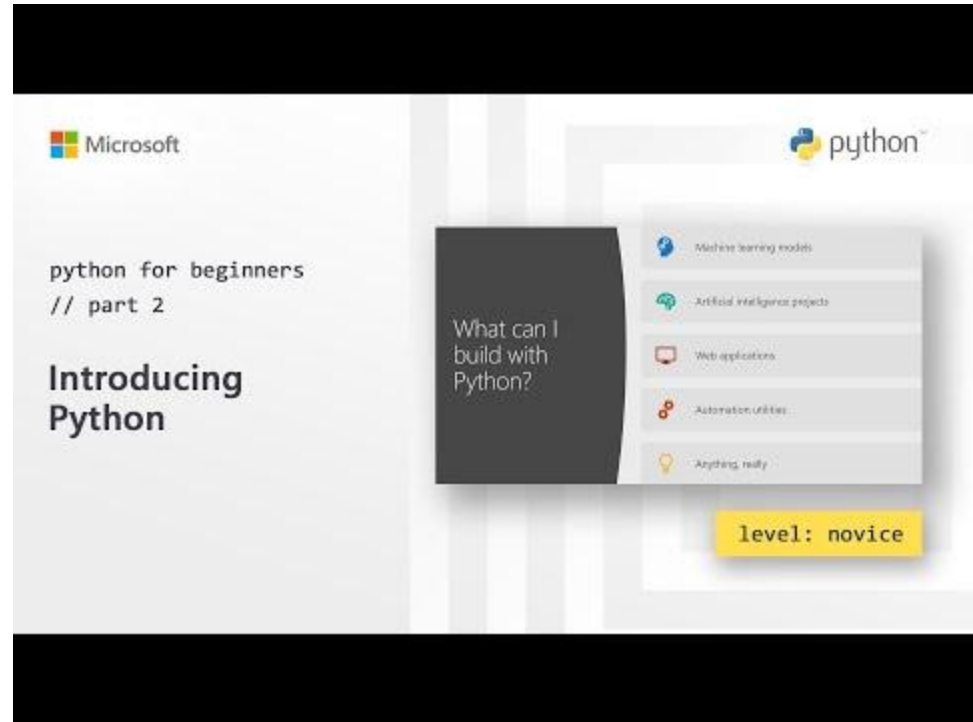 Microsoft
python™
python for beginners
// part 2
Introducing
Python
What can I
build with
Python?
Machine learning models
Artificial intelligence projects
Web applications
Automation utilities
Anything, really
level: novice